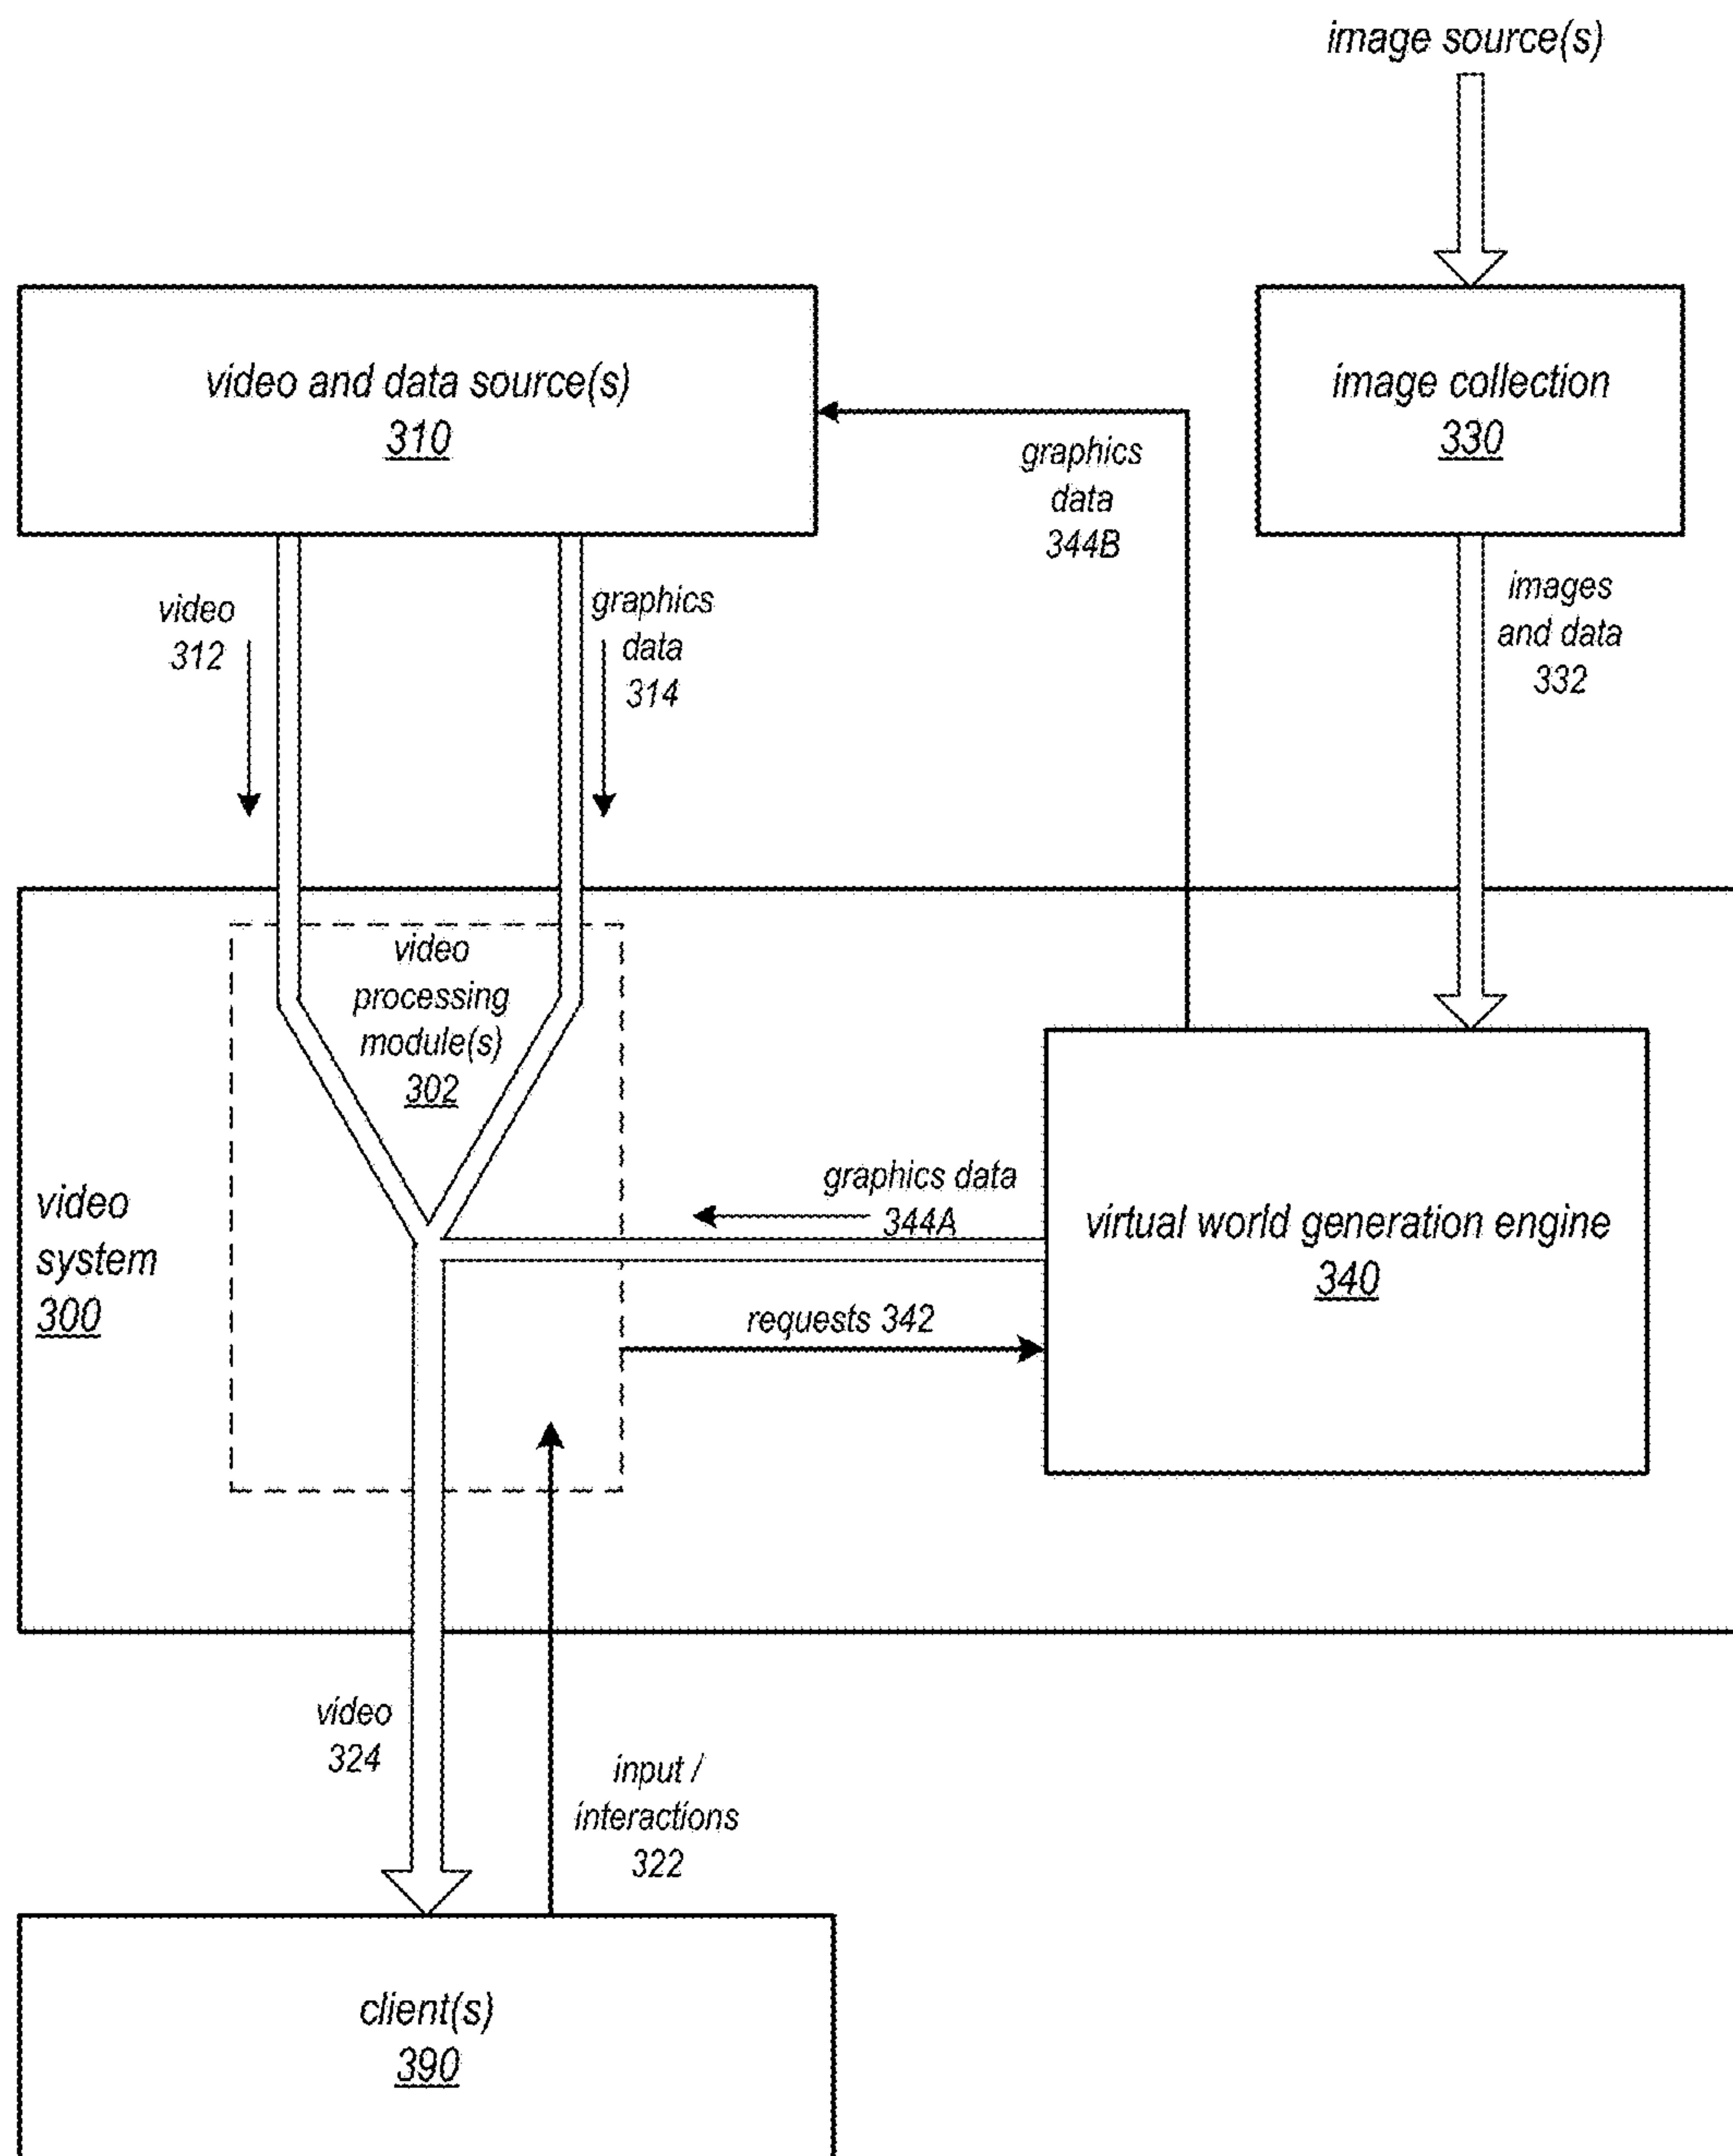 image source(s)
video and data source(s)
310
image collection
330
graphics
data
344B
video
312
graphics
data
314
images
and data
332
video
processing
module(s)
302
video
system
300
graphics data
344A
virtual world generation engine
340
requests 342
video
324
input /
interactions
322
client(s)
390